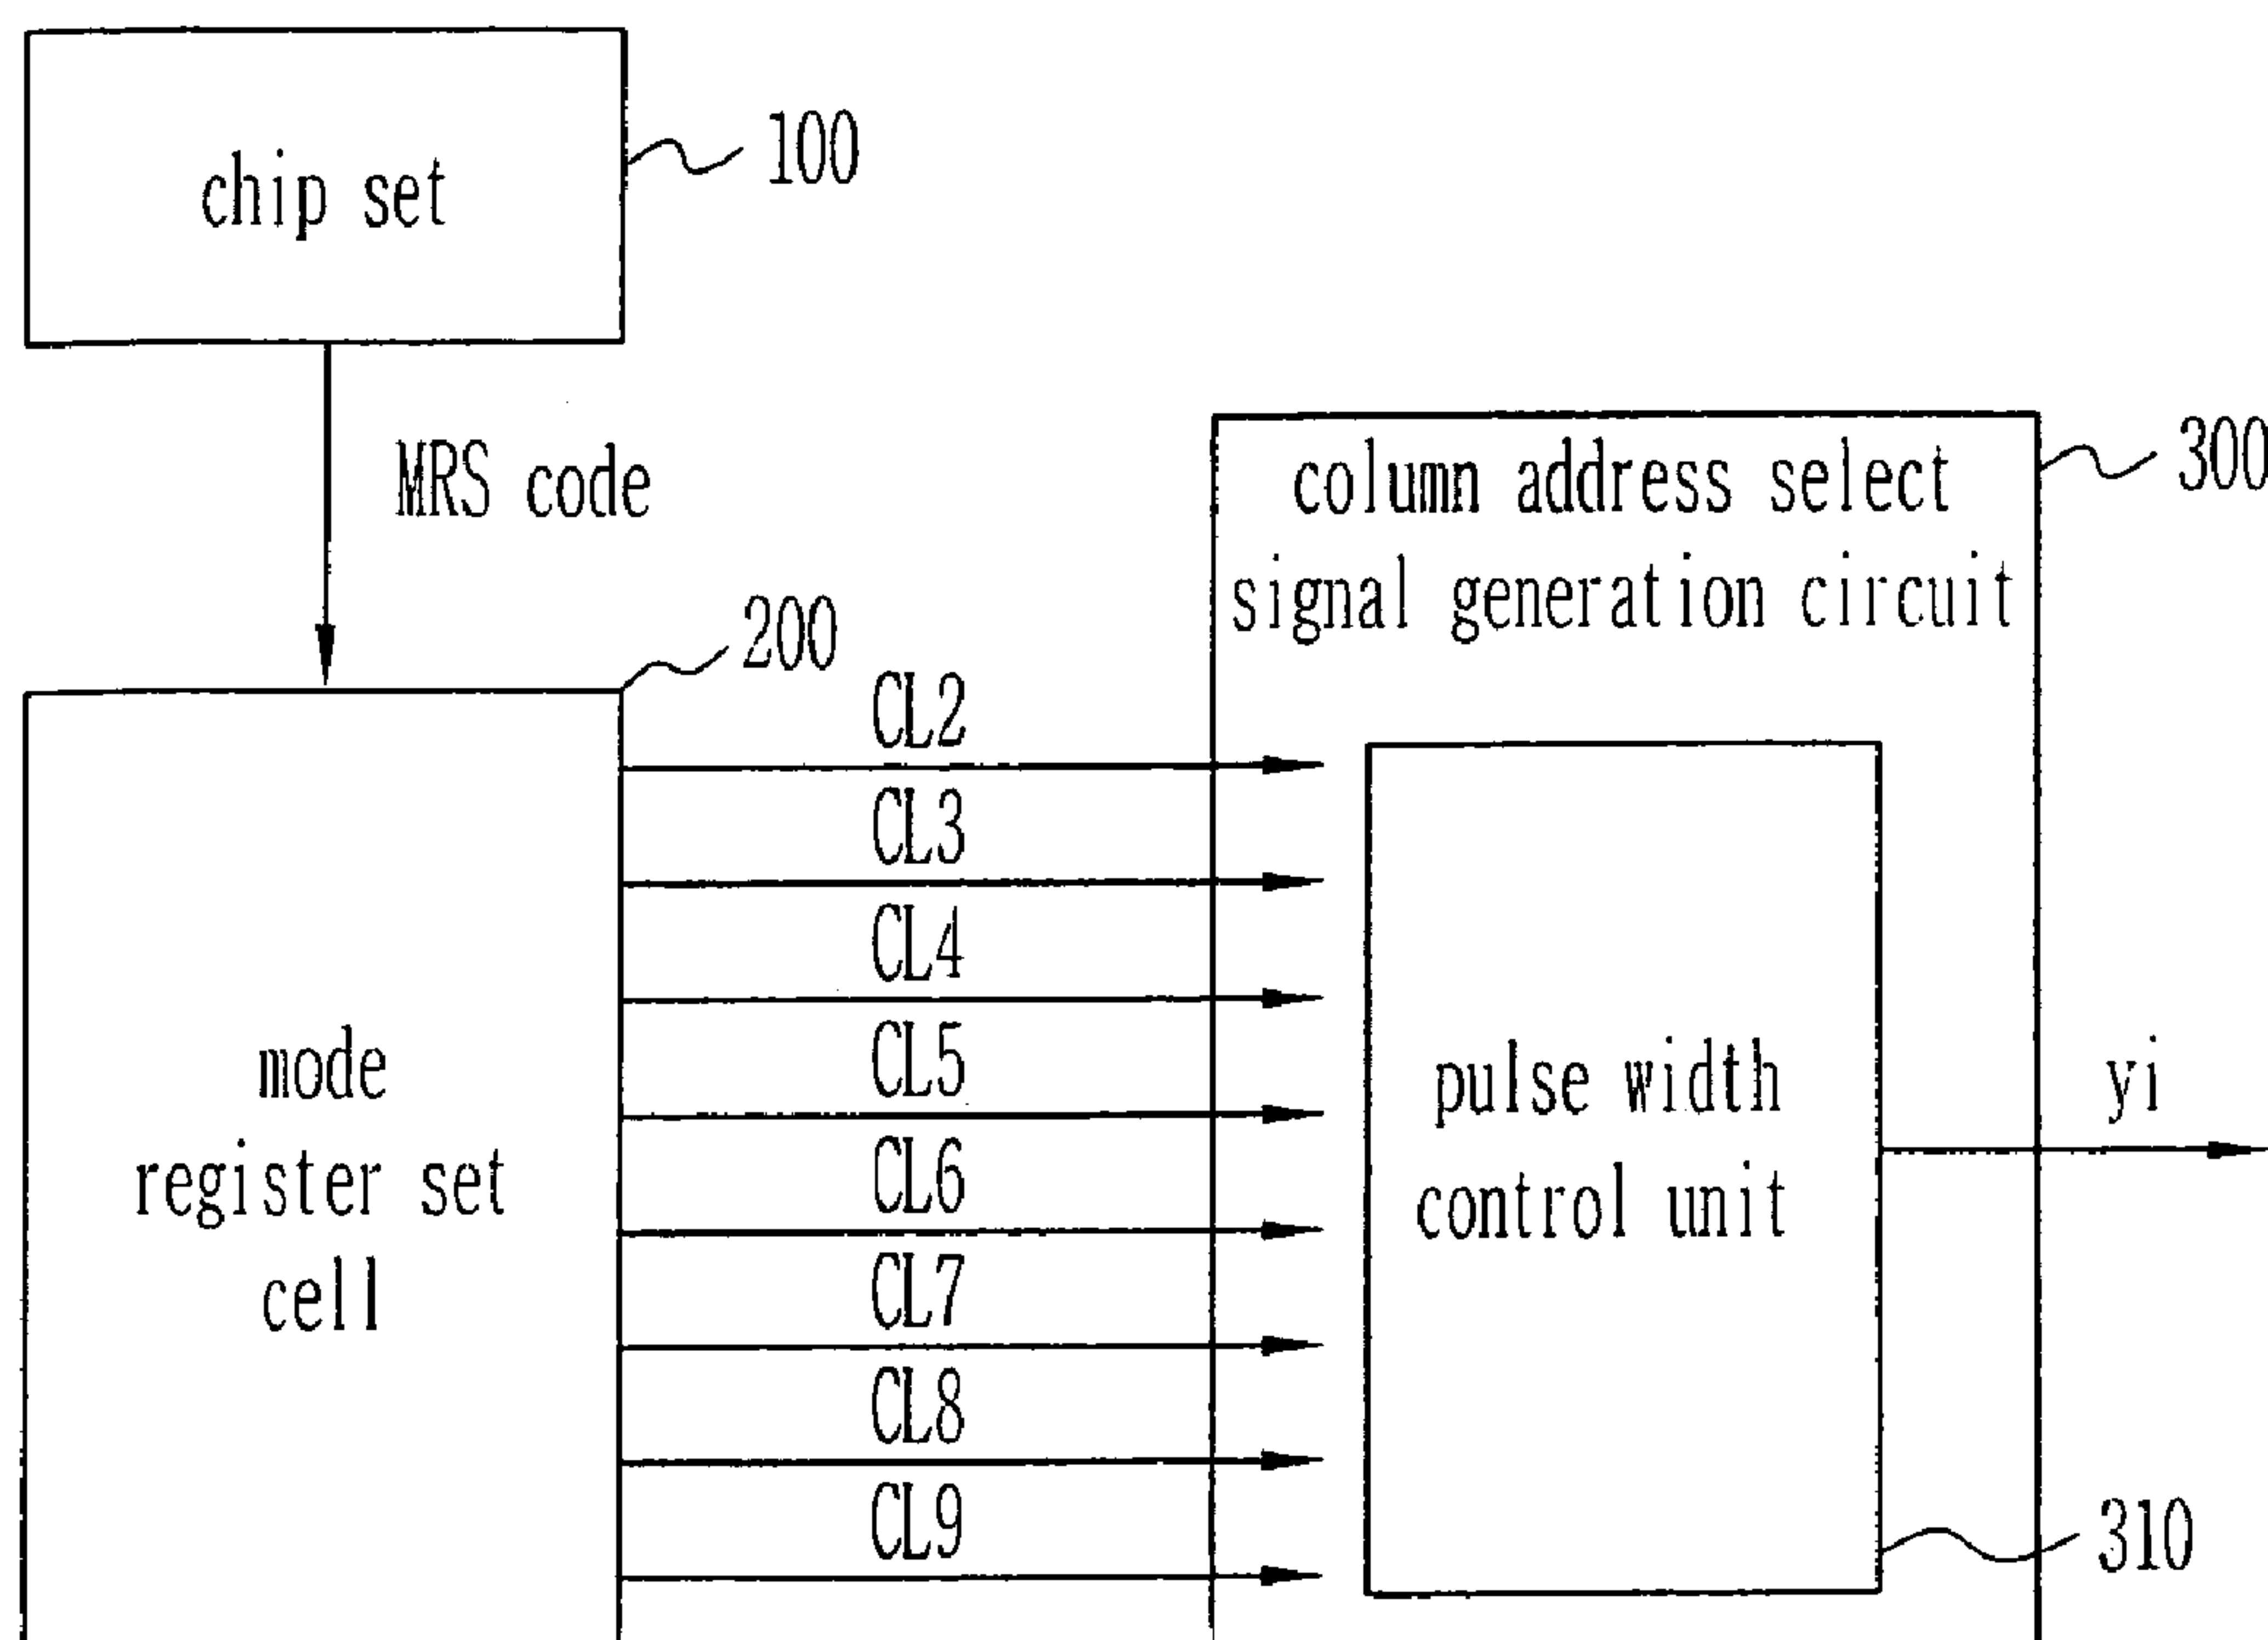 chip set
100
MRS code
200
column address select
signal generation circuit
300
CL2
CL3
CL4
CL5
CL6
CL7
CL8
CL9
mode
register set
cell
pulse width
control unit
yi
310